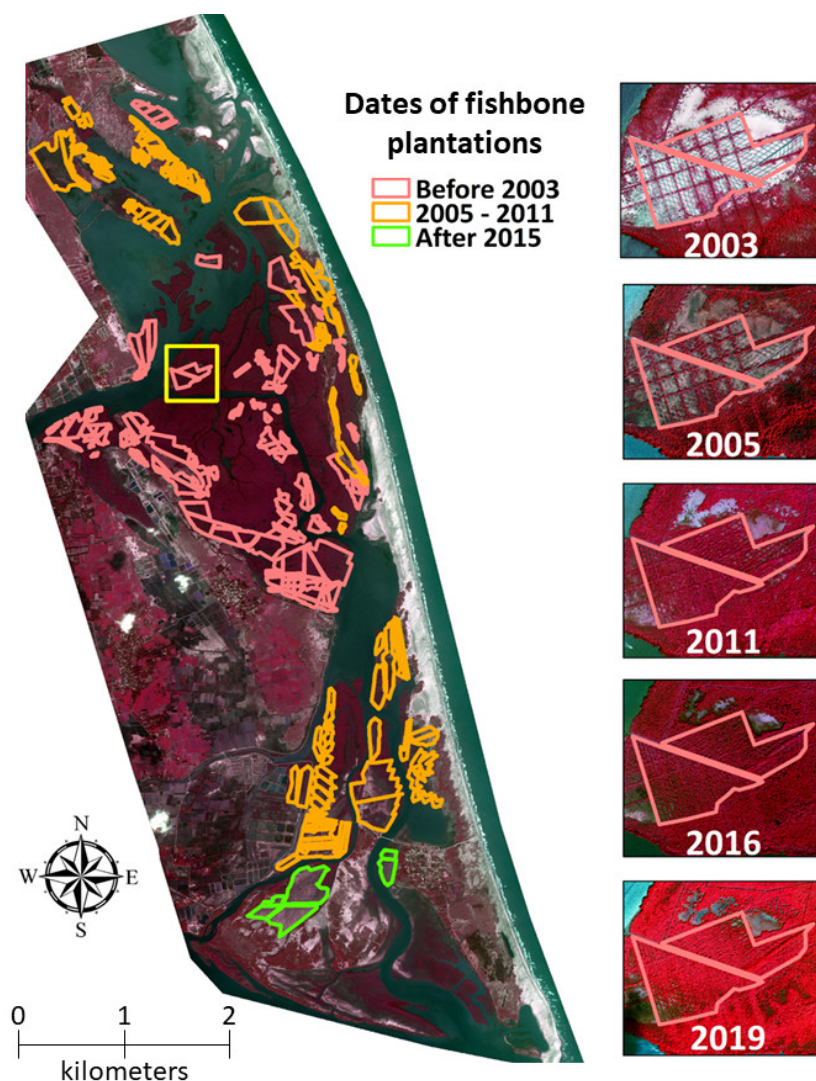 Dates of fishbone
plantations
Before 2003
2005 - 2011
After 2015
2003
2005
2011
2016
2019
N
W E
S
0 1 2
kilometers